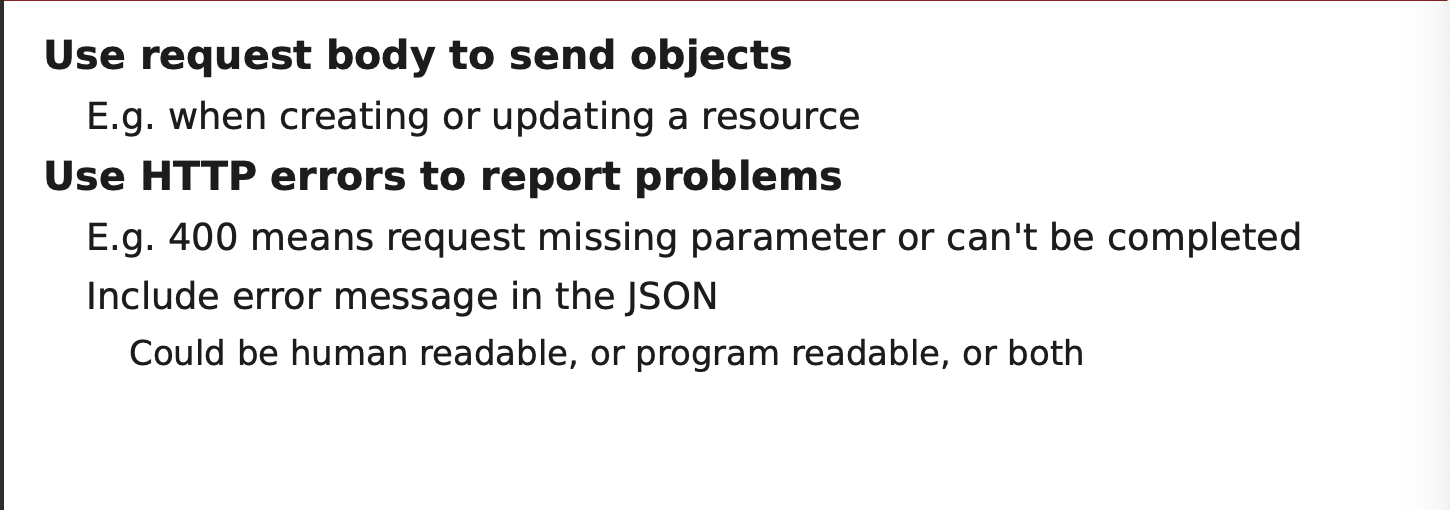 Use request body to send objects
E.g. when creating or updating a resource
Use HTTP errors to report problems
E.g. 400 means request missing parameter or can't be completed
Include error message in the JSON
Could be human readable, or program readable, or both